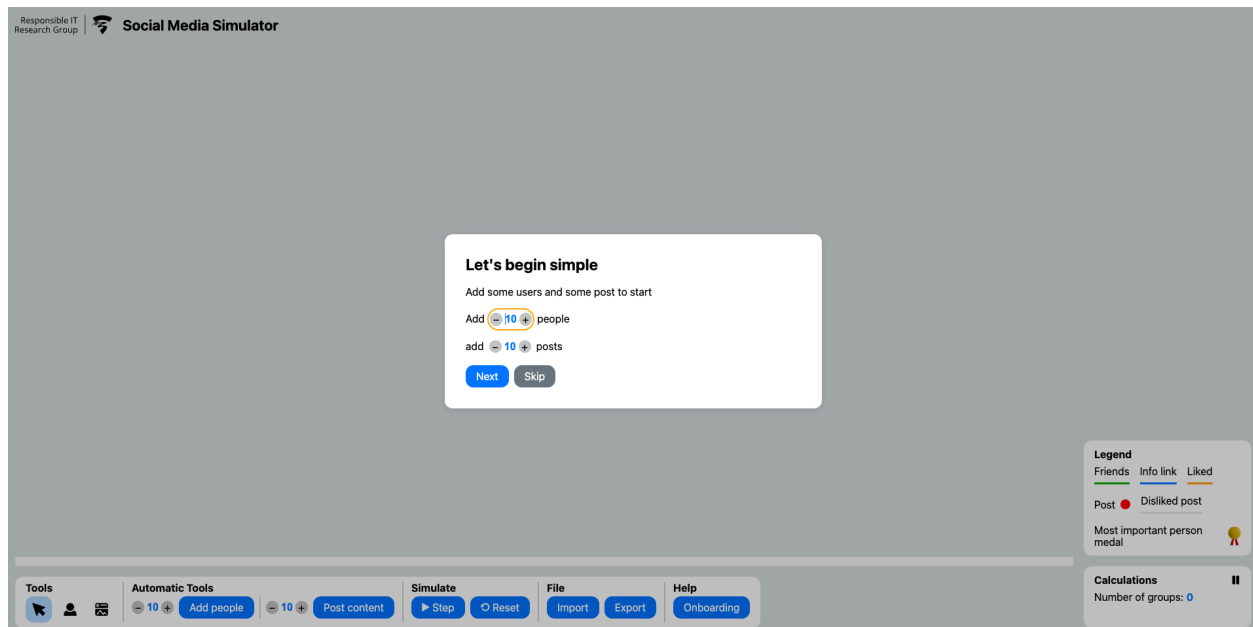 Responsible IT
Research Group
Social Media Simulator
Let's begin simple
Add some users and some post to start
Add - 10 + people
add - 10 + posts
Next Skip
Legend
Friends Info link Liked
Post Disliked post
Most important person
medal
Tools
Automatic Tools
- 10 + Add people - 10 + Post content
Simulate
Step Reset
File
Import Export
Help
Onboarding
Calculations
Number of groups: 0